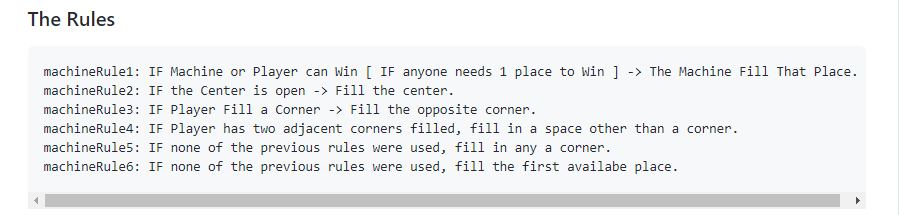 The Rules
machineRule1: IF Machine or Player can Win [ IF anyone needs 1 place to Win ] -> The Machine Fill That Place.
machineRule2: IF the Center is open -> Fill the center.
machineRule3: IF Player Fill a Corner -> Fill the opposite corner.
machineRule4: IF Player has two adjacent corners filled, fill in a space other than a corner.
machineRule5: IF none of the previous rules were used, fill in any a corner.
machineRule6: IF none of the previous rules were used, fill the first availabe place.